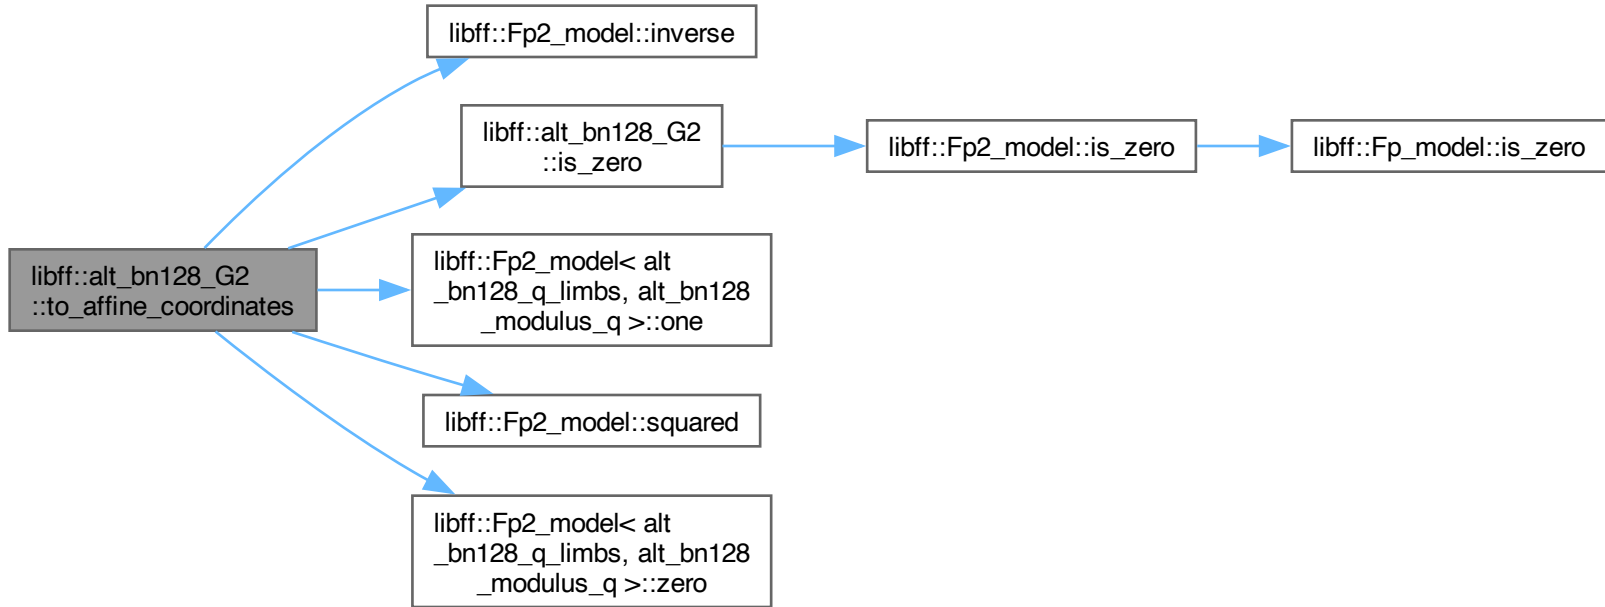 libff::Fp2_model::inverse
libff::alt_bn128_G2
::is_zero
libff::Fp2_model::is_zero
libff::Fp_model::is_zero
libff::alt_bn128_G2
::to_affine_coordinates
libff::Fp2_model< alt
_bn128_q_limbs, alt_bn128
_modulus_q >::one
libff::Fp2_model::squared
libff::Fp2_model< alt
_bn128_q_limbs, alt_bn128
_modulus_q >::zero